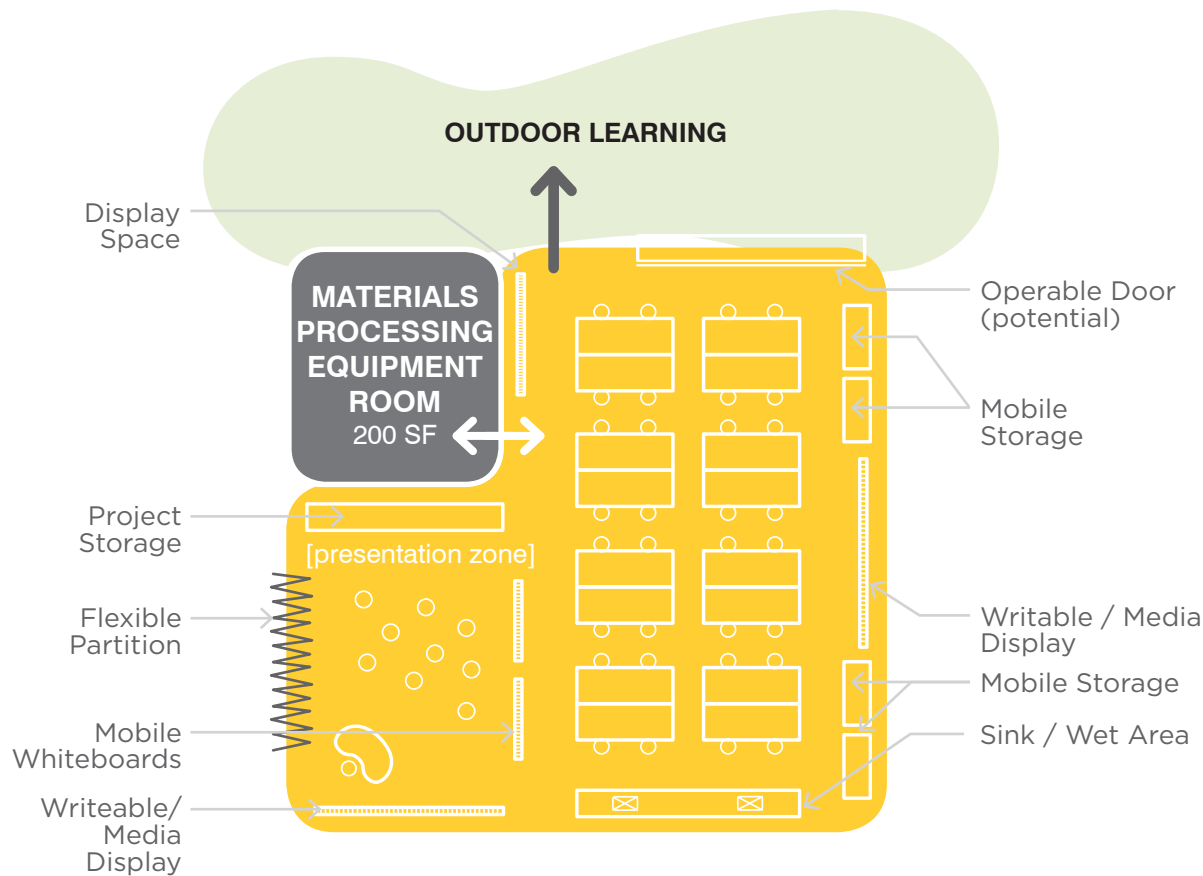 OUTDOOR LEARNING
Display
Space
MATERIALS
PROCESSING
EQUIPMENT
ROOM
200 SF
Operable Door
(potential)
Mobile
Storage
Project
Storage
[presentation zone]
Flexible
Partition
Writable / Media
Display
Mobile Storage
Mobile
Whiteboards
Sink / Wet Area
Writeable/
Media
Display